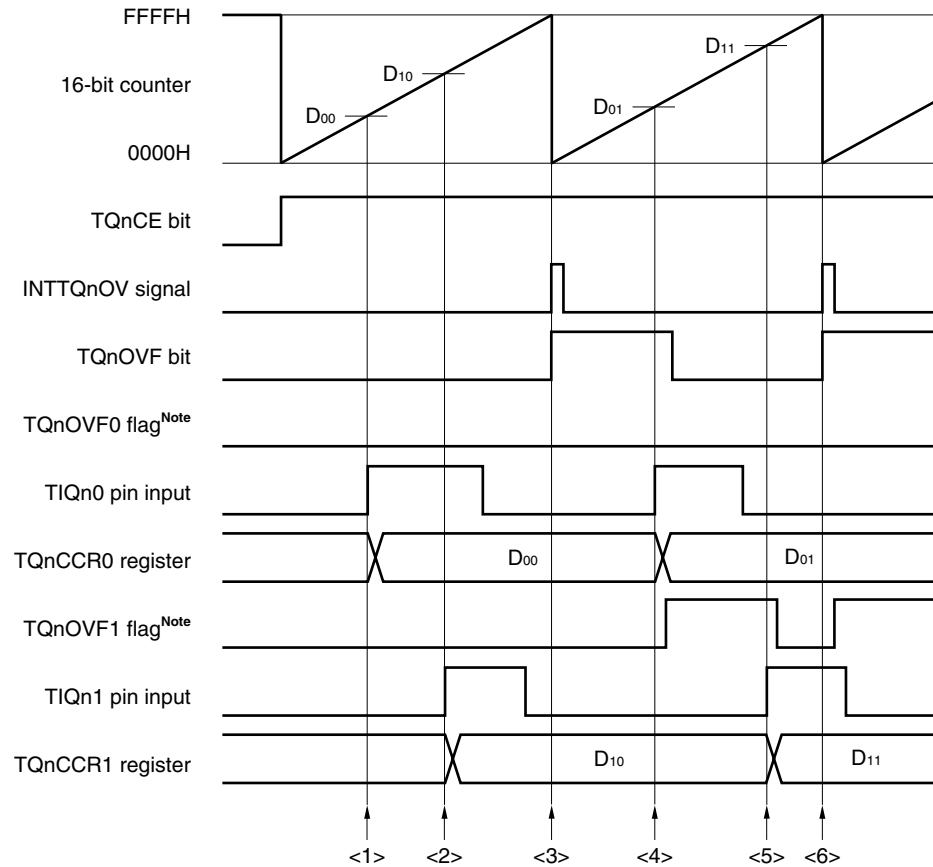 FFFFH
D11
D10
16-bit counter
D00
D01
0000H
TQnCE bit
INTTQnOV signal
TQnOVF bit
TQnOVF0 flagNote
TIQn0 pin input
TQnCCR0 register
D00
D01
TQnOVF1 flagNote
TIQn1 pin input
TQnCCR1 register
D10
D11
<1> <2> <3> <4> <5> <6>